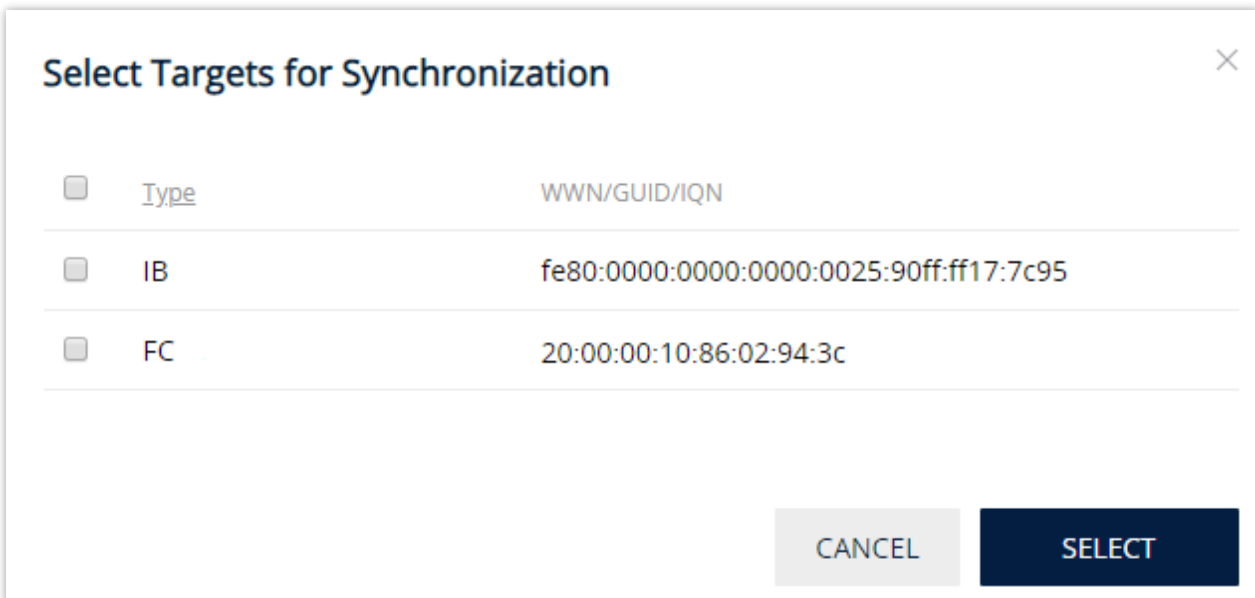 Select Targets for Synchronization
Type WWN/GUID/IQN
IB fe80:0000:0000:0000:0025:90ff:ff17:7c95
FC 20:00:00:10:86:02:94:3c
CANCEL SELECT